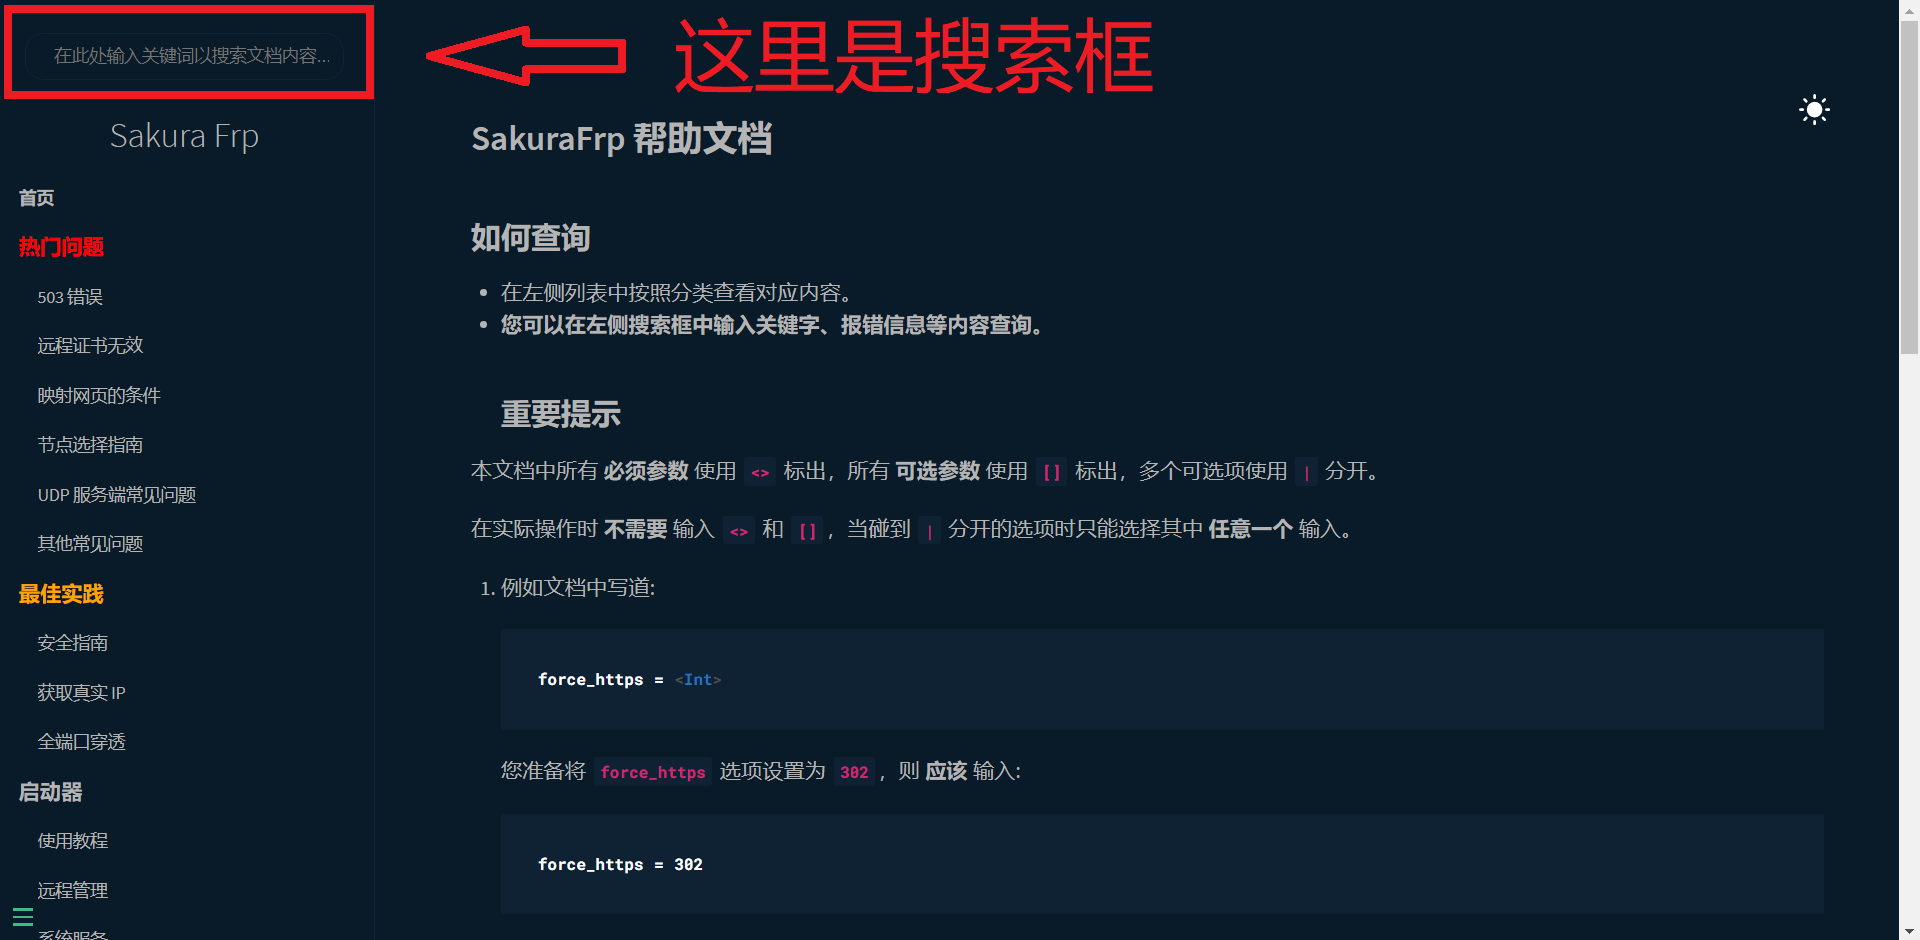 在此处输入关键词以搜索文档内容...
这里是搜索框
Sakura Frp
首页
热门问题
503 错误
远程证书无效
映射网页的条件
节点选择指南
UDP 服务端常见问题
其他常见问题
最佳实践
安全指南
获取真实 IP
全端口穿透
启动器
使用教程
远程管理
系统服务
SakuraFrp 帮助文档
如何查询
在左侧列表中按照分类查看对应内容。
您可以在左侧搜索框中输入关键字、报错信息等内容查询。
重要提示
本文档中所有 必须参数 使用 <> 标出，所有 可选参数 使用 [] 标出，多个可选项使用 | 分开。
在实际操作时 不需要 输入 <> 和 []，当碰到 | 分开的选项时只能选择其中 任意一个 输入。
1. 例如文档中写道:
force_https = <Int>
您准备将 force_https 选项设置为 302，则 应该 输入:
force_https = 302